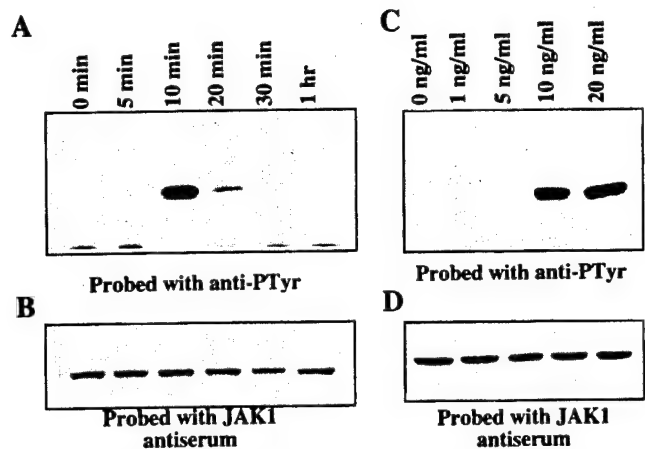 A
0 min
5 min
10 min
20 min
30 min
1 hr
Probed with anti-PTyr
B
Probed with JAK1
antiserum
C
0 ng/ml
1 ng/ml
5 ng/ml
10 ng/ml
20 ng/ml
Probed with anti-PTyr
D
Probed with JAK1
antiserum